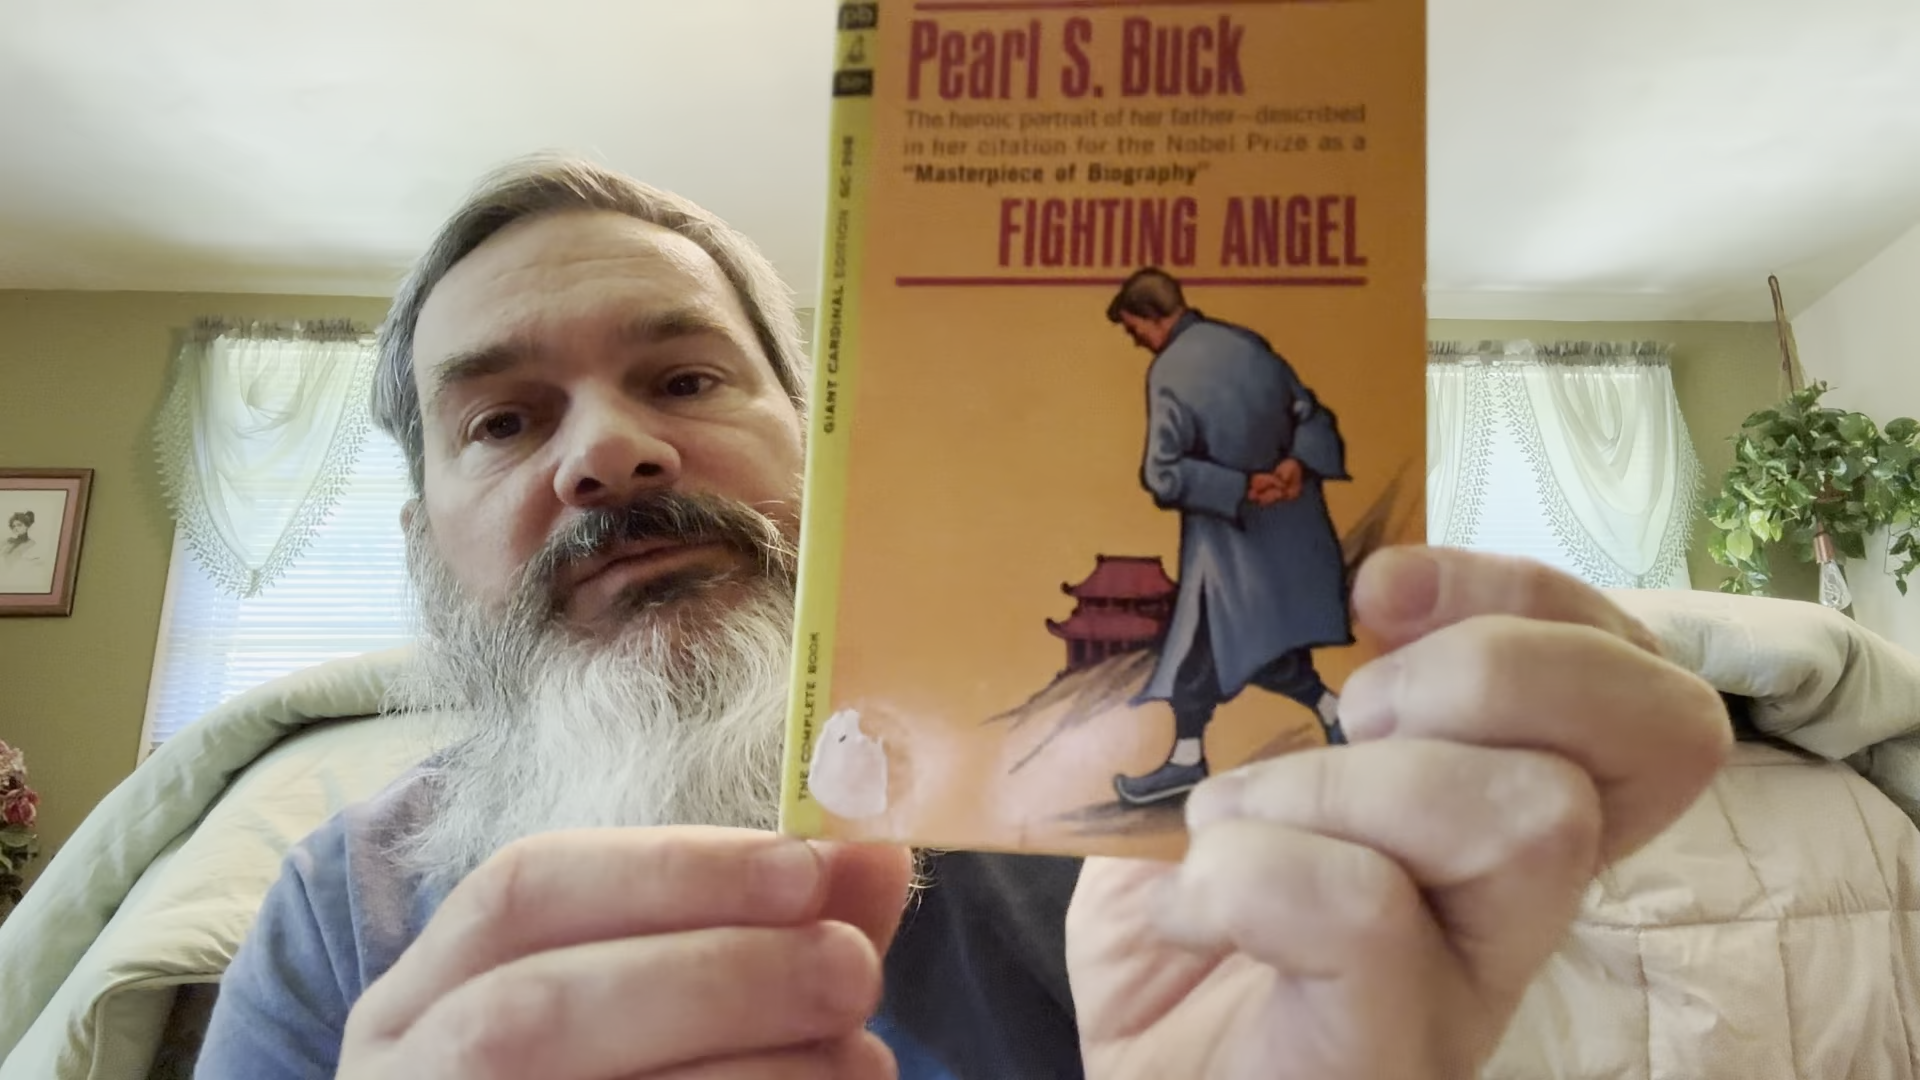 Pearl S. Buck
The heroic portrait of her father—described
in her citation for the Nobel Prize as a
"Masterpiece of Biography"
FIGHTING ANGEL
GIANT CARDINAL EDITION
THE COMPLETE BOOK